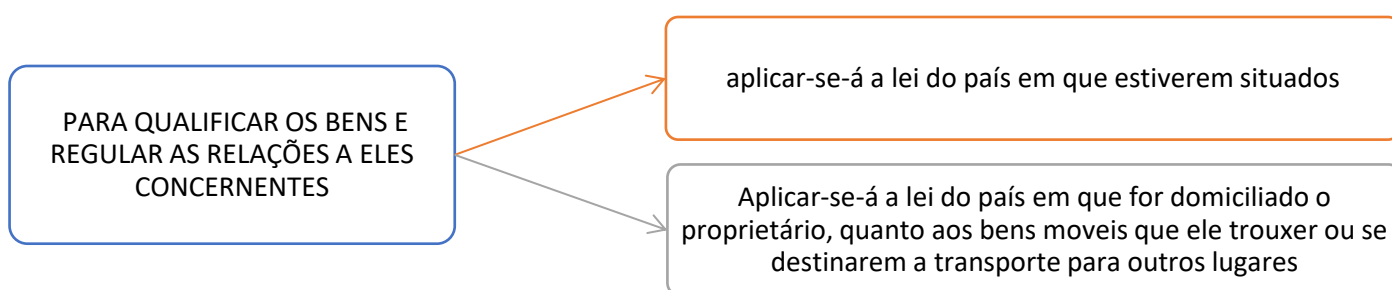 PARA QUALIFICAR OS BENS E
REGULAR AS RELAÇÕES A ELES
CONCERNENTES
aplicar-se-á a lei do país em que estiverem situados
Aplicar-se-á a lei do país em que for domiciliado o
proprietário, quanto aos bens moveis que ele trouxer ou se
destinarem a transporte para outros lugares